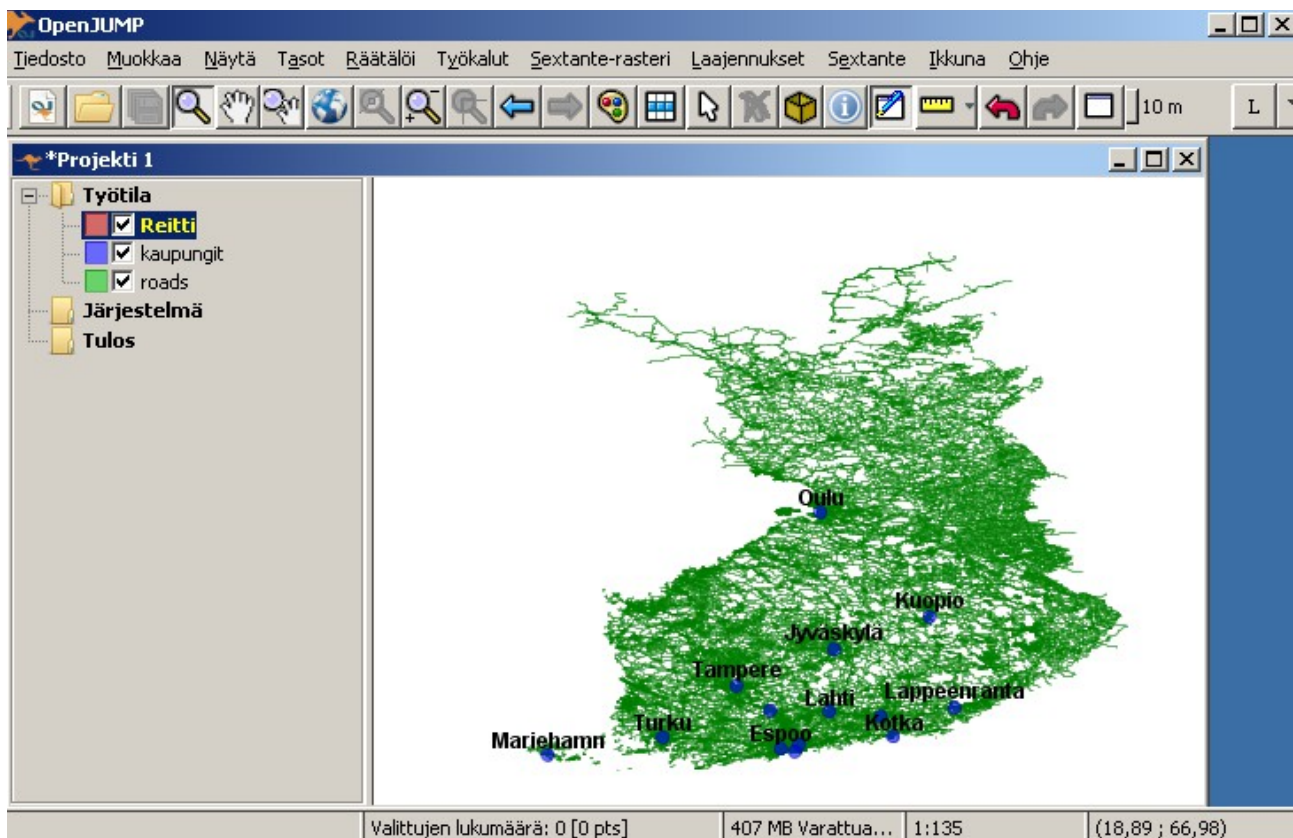 OpenJUMP
Tiedosto Muokkaa Näytä Tasot Räätälöi Työkalut Sextante-rasteri Laajennukset Sextante Ikkuna Ohje
10 m L
*Projekti 1
Työtila
Reitti
kaupungit
roads
Järjestelmä
Tulos
Oulu
Kuopio
Jyväskylä
Tampere
Lahti Lappeenranta
Mariehamn Turku Espoo Kotka
Valittujen lukumäärä: 0 [0 pts] 407 MB Varattua... 1:135 (18,89 ; 66,98)